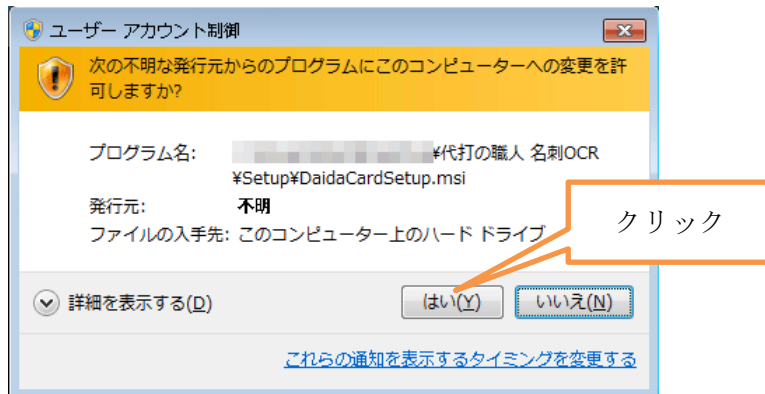 ユーザー アカウント制御
次の不明な発行元からのプログラムにこのコンピューターへの変更を許
可しますか?
プログラム名: ¥代打の職人 名刺OCR
¥Setup¥DaidaCardSetup.msi
発行元: 不明
ファイルの入手先: このコンピューター上のハード ドライブ
クリック
詳細を表示する(D) はい(Y) いいえ(N)
これらの通知を表示するタイミングを変更する